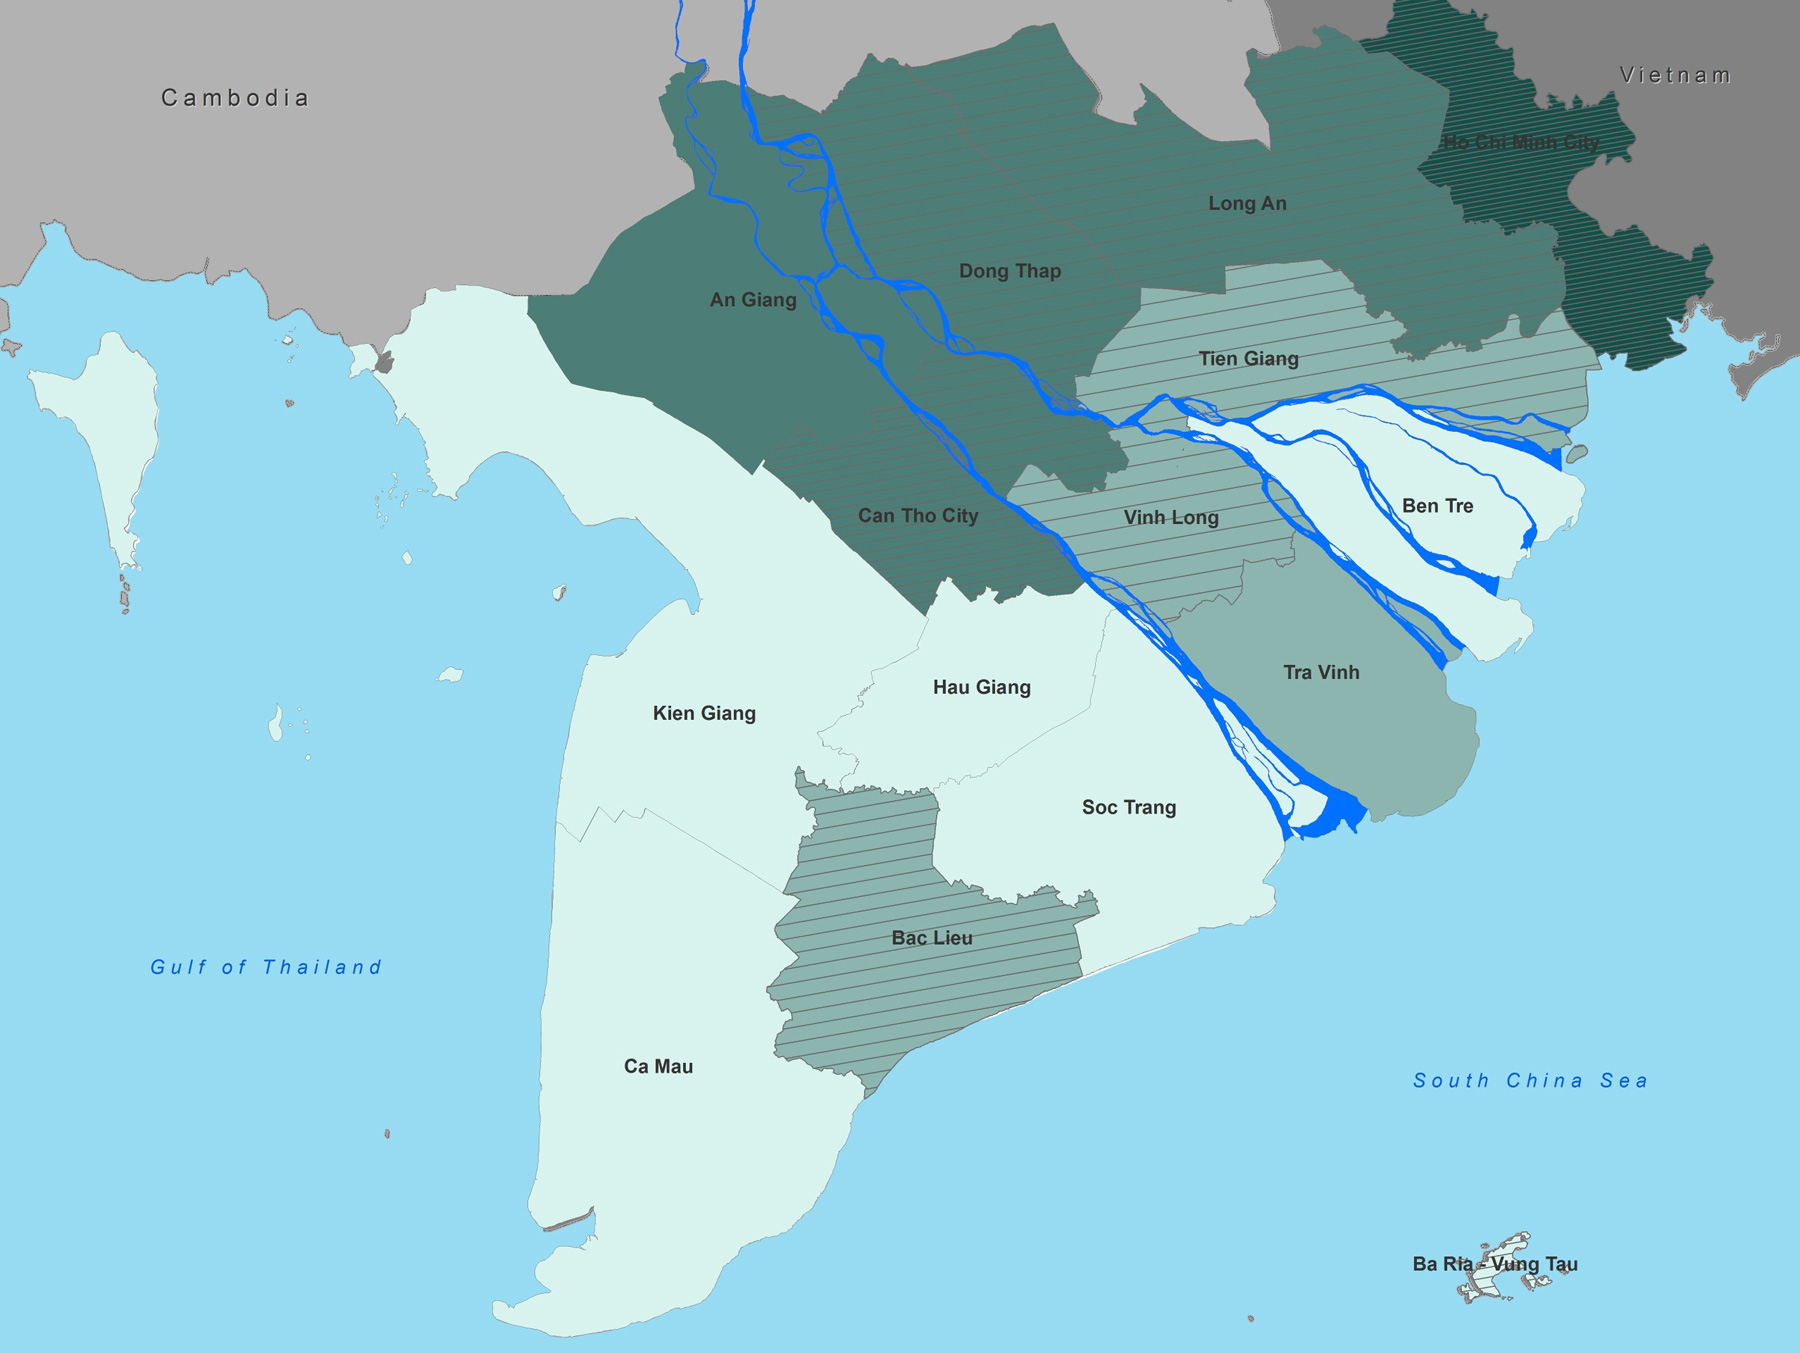 Vietnam
Cambodia
Ho Chi Minh City
Long An
Dong Thap
An Giang
Tien Giang
Ben Tre
Can Tho City
Vinh Long
Tra Vinh
Hau Giang
Kien Giang
Soc Trang
Bac Lieu
Gulf of Thailand
Ca Mau
South China Sea
Ba Ria - Vung Tau